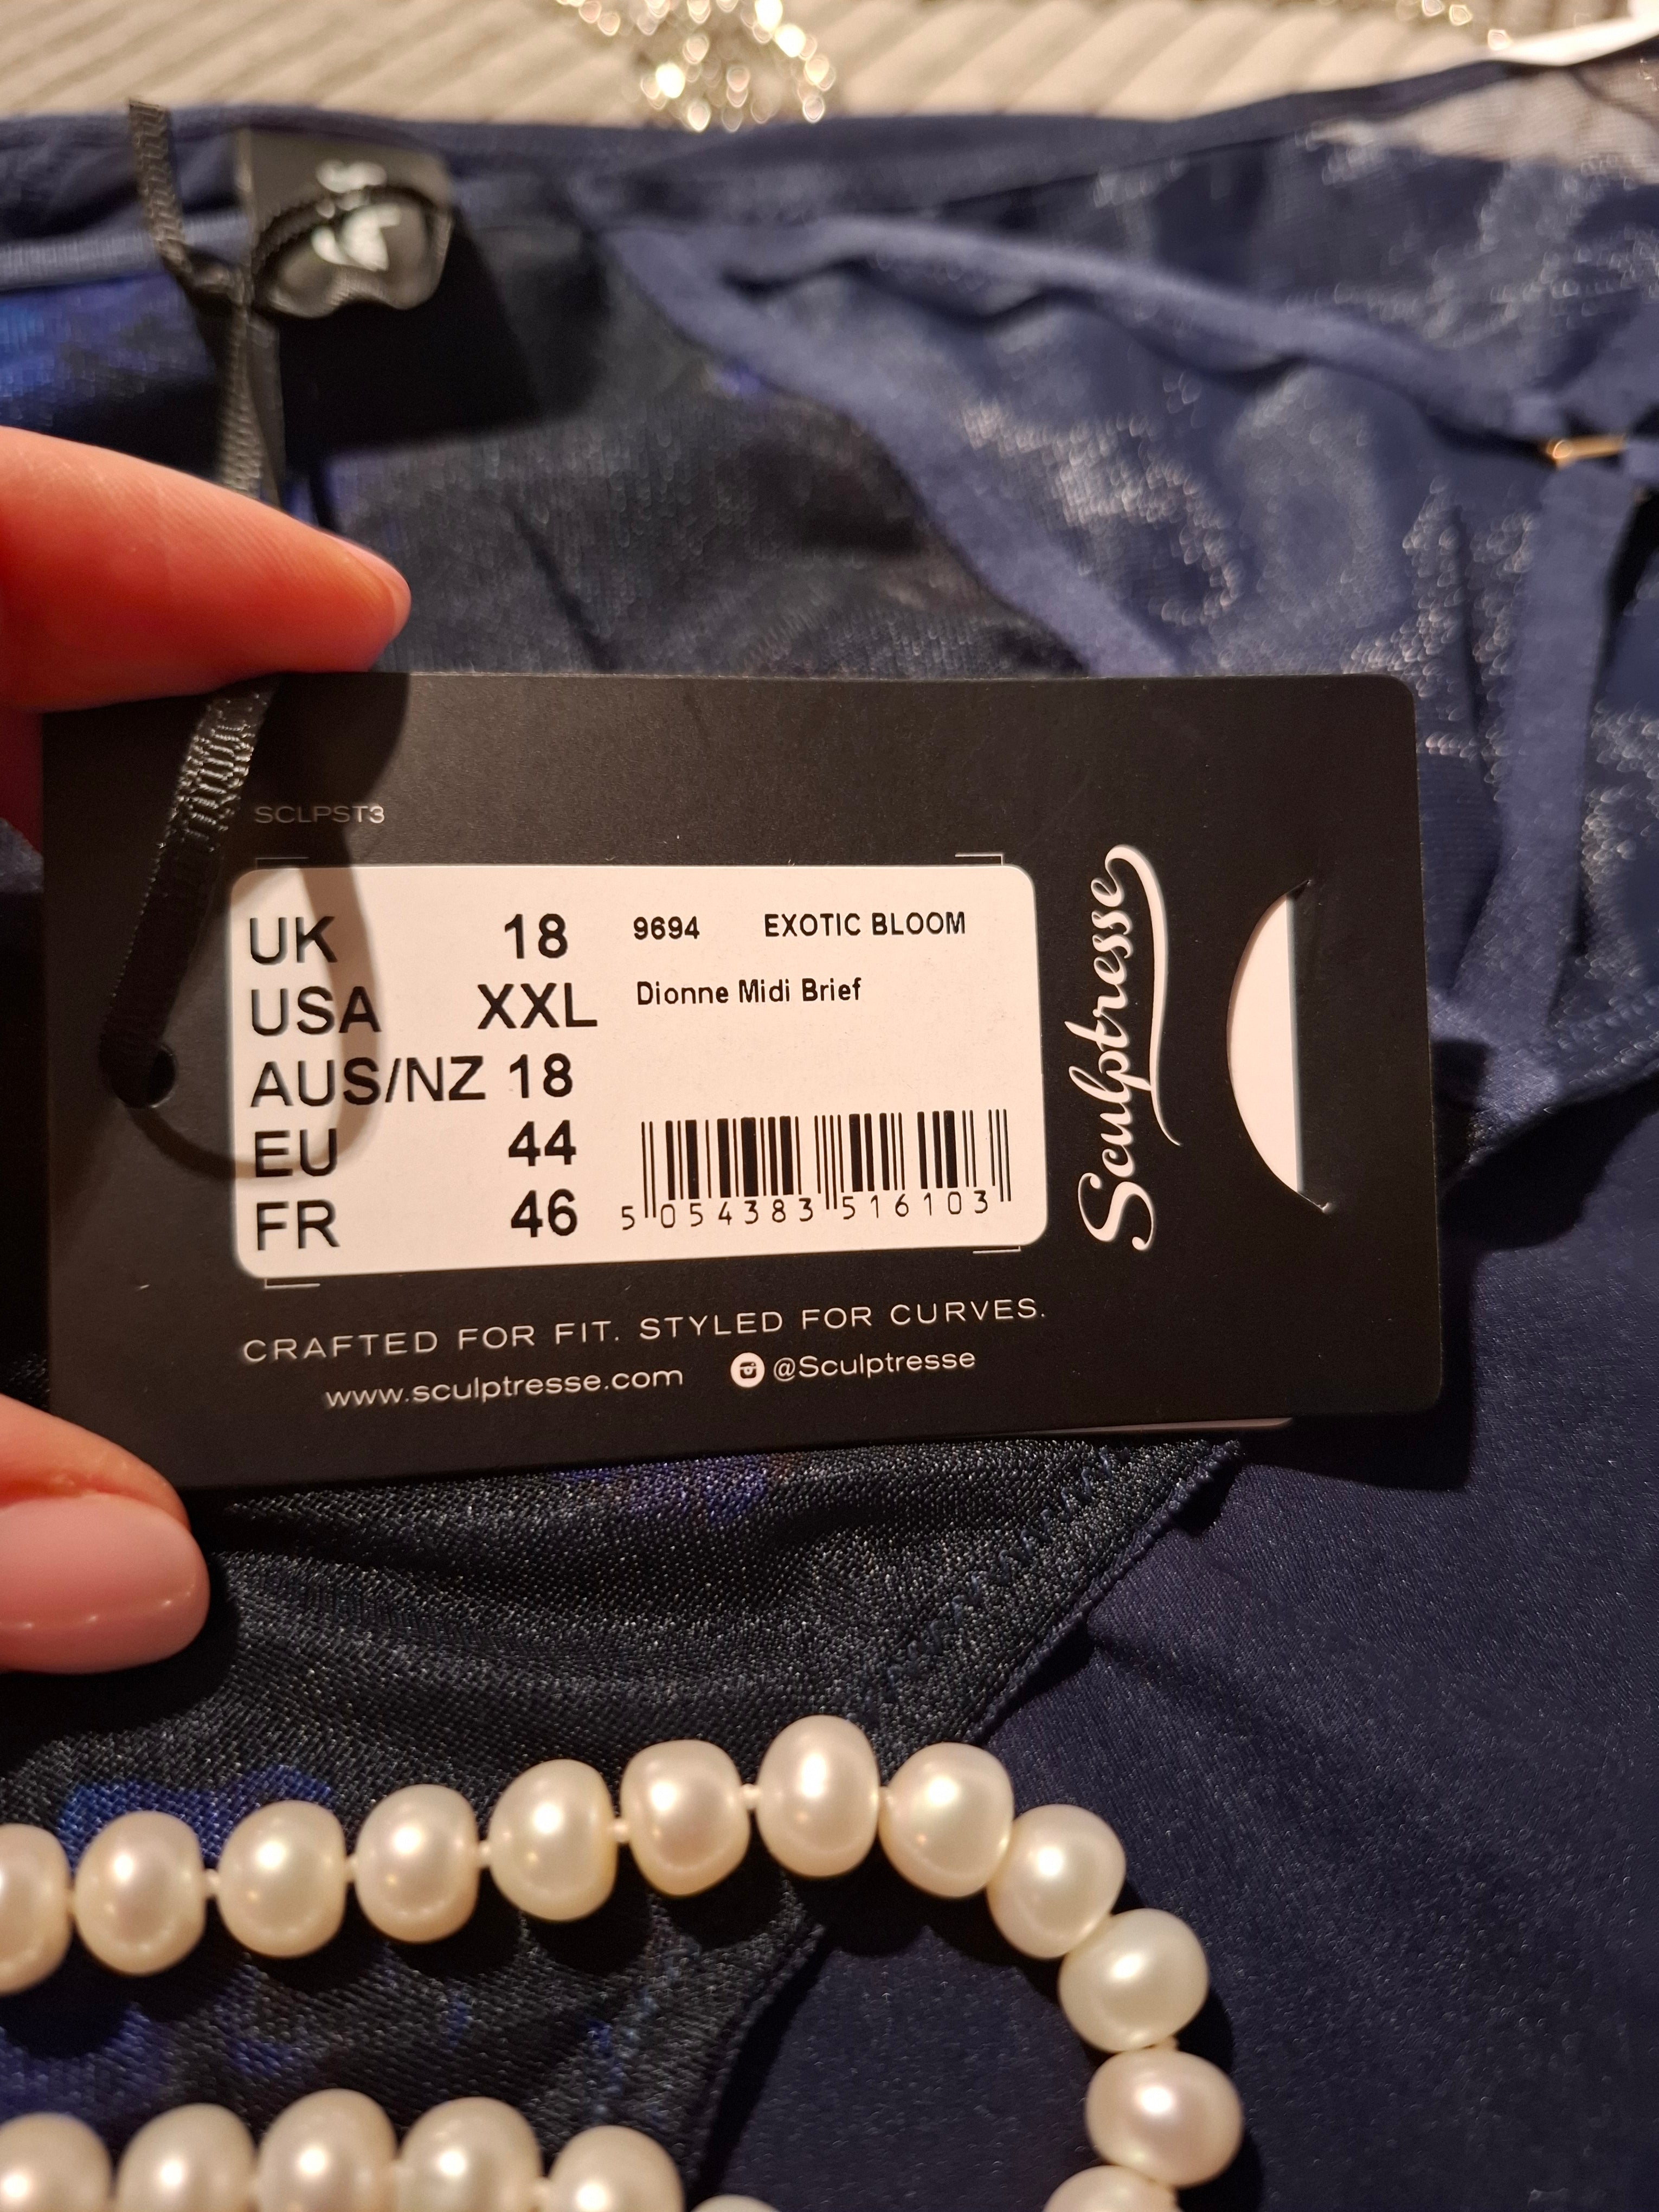 SCLPST3
UK 18 9694 EXOTIC BLOOM
USA XXL Dionne Midi Brief
AUS/NZ 18
EU 44
FR 46
5 054383 516103
Sculptresse
CRAFTED FOR FIT. STYLED FOR CURVES.
www.sculptresse.com @Sculptresse